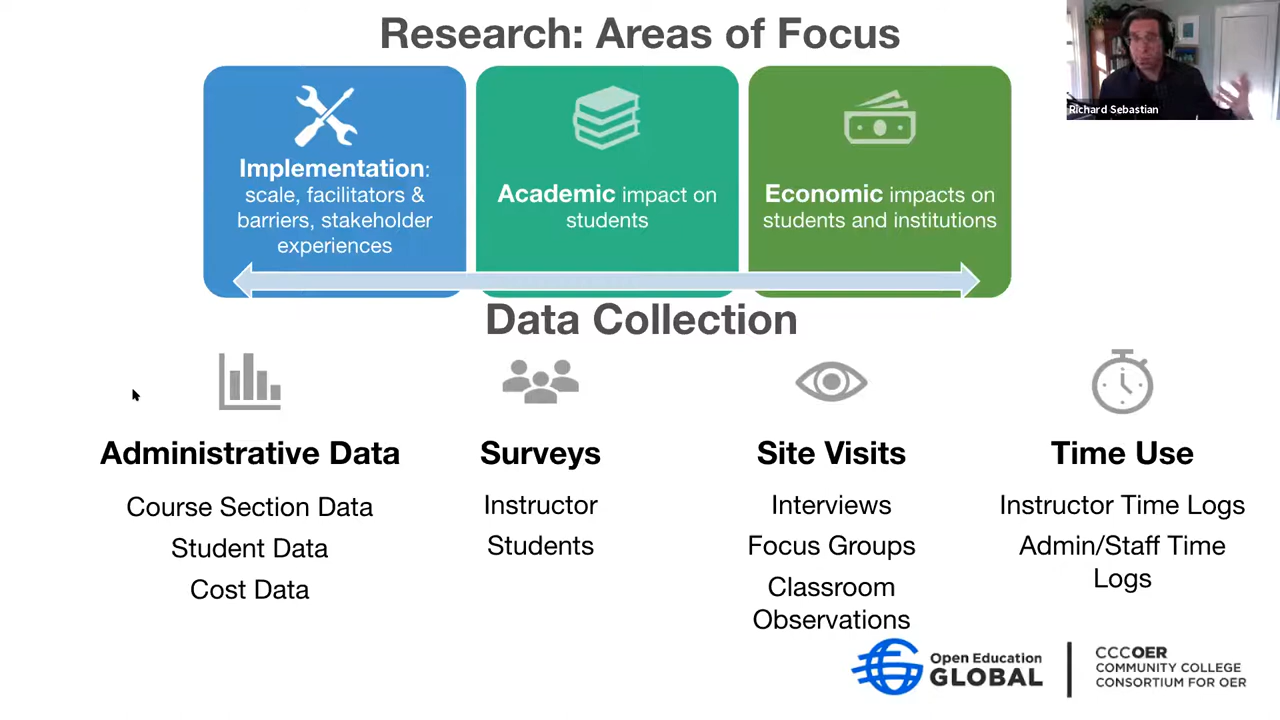 Research: Areas of Focus
Richard Sebastian
Implementation:
scale, facilitators &
barriers, stakeholder
experiences
Academic impact on
students
Economic impacts on
students and institutions
Data Collection
Administrative Data
Course Section Data
Student Data
Cost Data
Surveys
Instructor
Students
Site Visits
Interviews
Focus Groups
Classroom
Observations
Time Use
Instructor Time Logs
Admin/Staff Time
Logs
Open Education
GLOBAL
CCCOER
COMMUNITY COLLEGE
CONSORTIUM FOR OER